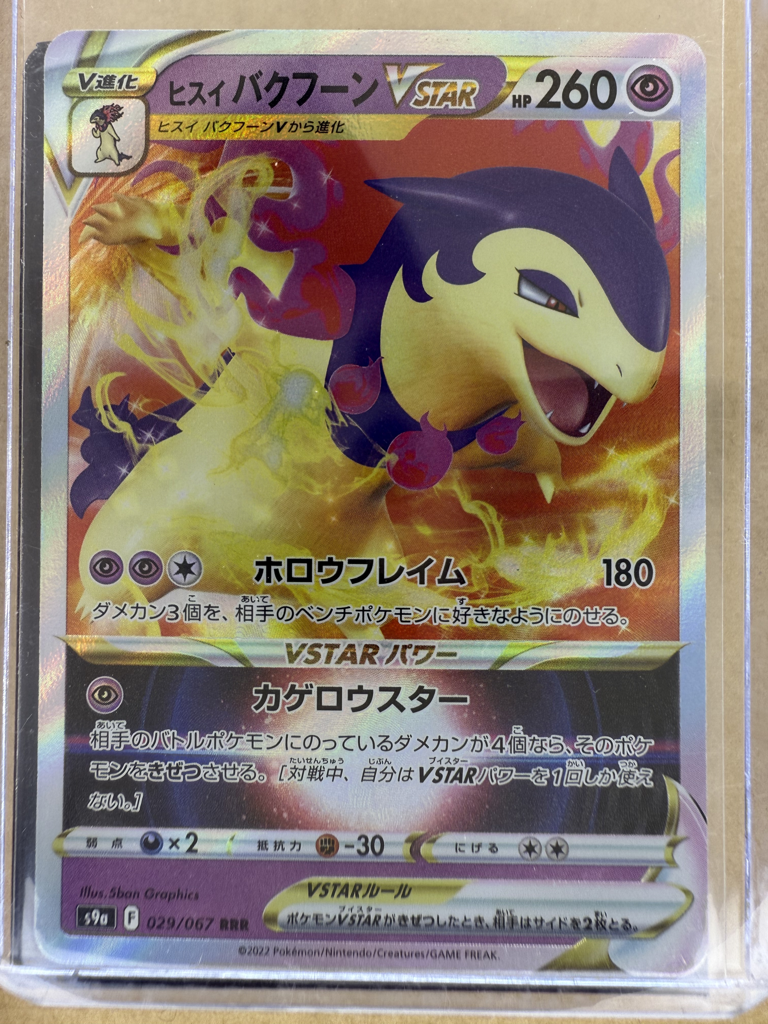 V進化
ヒスイ バクフーン VSTAR HP 260
ヒスイ バクフーンVから進化
ホロウフレイム 180
ダメカン3個を、相手のベンチポケモンに好きなようにのせる。
VSTARパワー
カゲロウスター
相手のバトルポケモンにのっているダメカンが4個なら、そのポケ
モンをきぜつさせる。[対戦中、自分はVSTARパワーを1回しか使え
ない。]
弱点 ×2 抵抗力 -30 にげる
Illus.5ban Graphics
VSTARルール
s9a F 029/067 RRR
ポケモンVSTARがきぜつしたとき、相手はサイドを2枚とる。
©2022 Pokémon/Nintendo/Creatures/GAME FREAK.